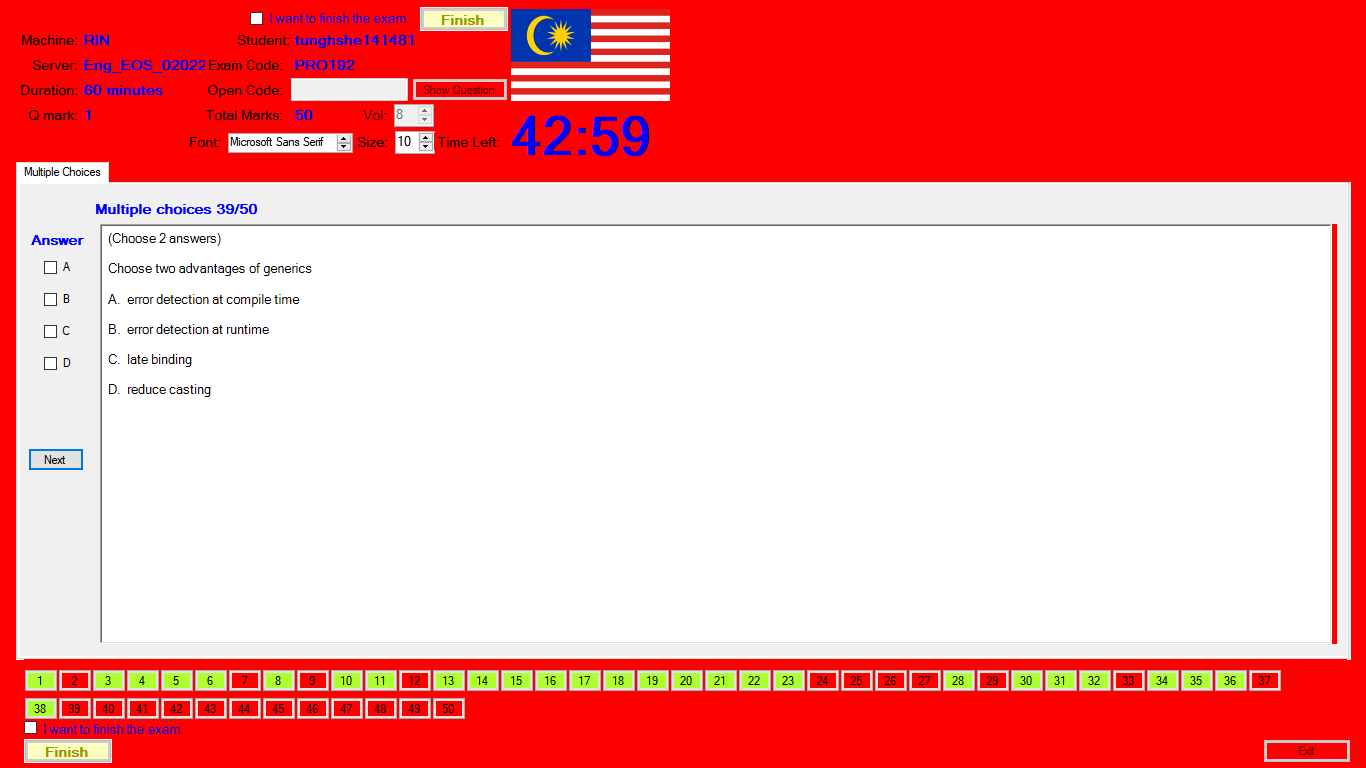 I want to finish the exam. Finish
Machine: RIN Student: tunghshe141481
Server: Eng_EOS_02022 Exam Code: PRO192
Duration: 60 minutes Open Code: Show Question
Q mark: 1 Total Marks: 50 Vol: 8
Font: Microsoft Sans Serif Size: 10 Time Left: 42:59
Multiple Choices
Multiple choices 39/50
Answer
A
B
C
D
Next
(Choose 2 answers)
Choose two advantages of generics
A. error detection at compile time
B. error detection at runtime
C. late binding
D. reduce casting
1 2 3 4 5 6 7 8 9 10 11 12 13 14 15 16 17 18 19 20 21 22 23 24 25 26 27 28 29 30 31 32 33 34 35 36 37
38 39 40 41 42 43 44 45 46 47 48 49 50
I want to finish the exam.
Finish
Exit